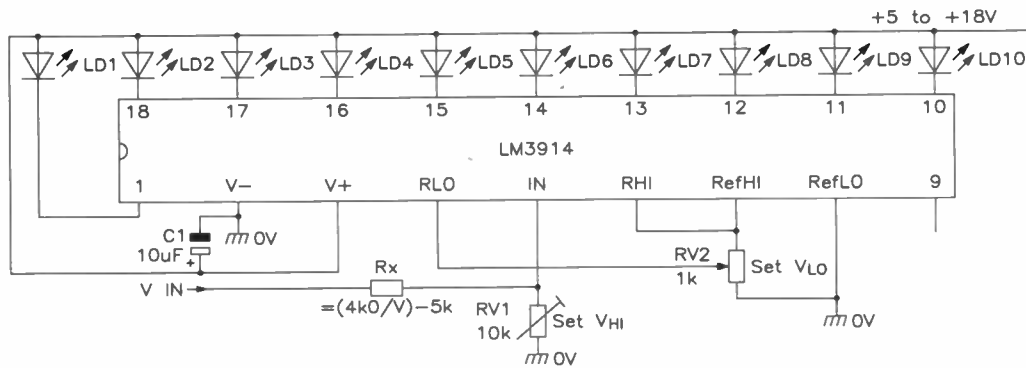 +5 to +18V
LD1 LD2 LD3 LD4 LD5 LD6 LD7 LD8 LD9 LD10
18 17 16 15 14 13 12 11 10
LM3914
1 V- V+ RLO IN RHI RefHI RefLO 9
C1
10uF
+
0V
V IN
Rx
=(4k0/V)-5k
RV1
10k
Set VHI
0V
RV2
1k
Set VLO
0V